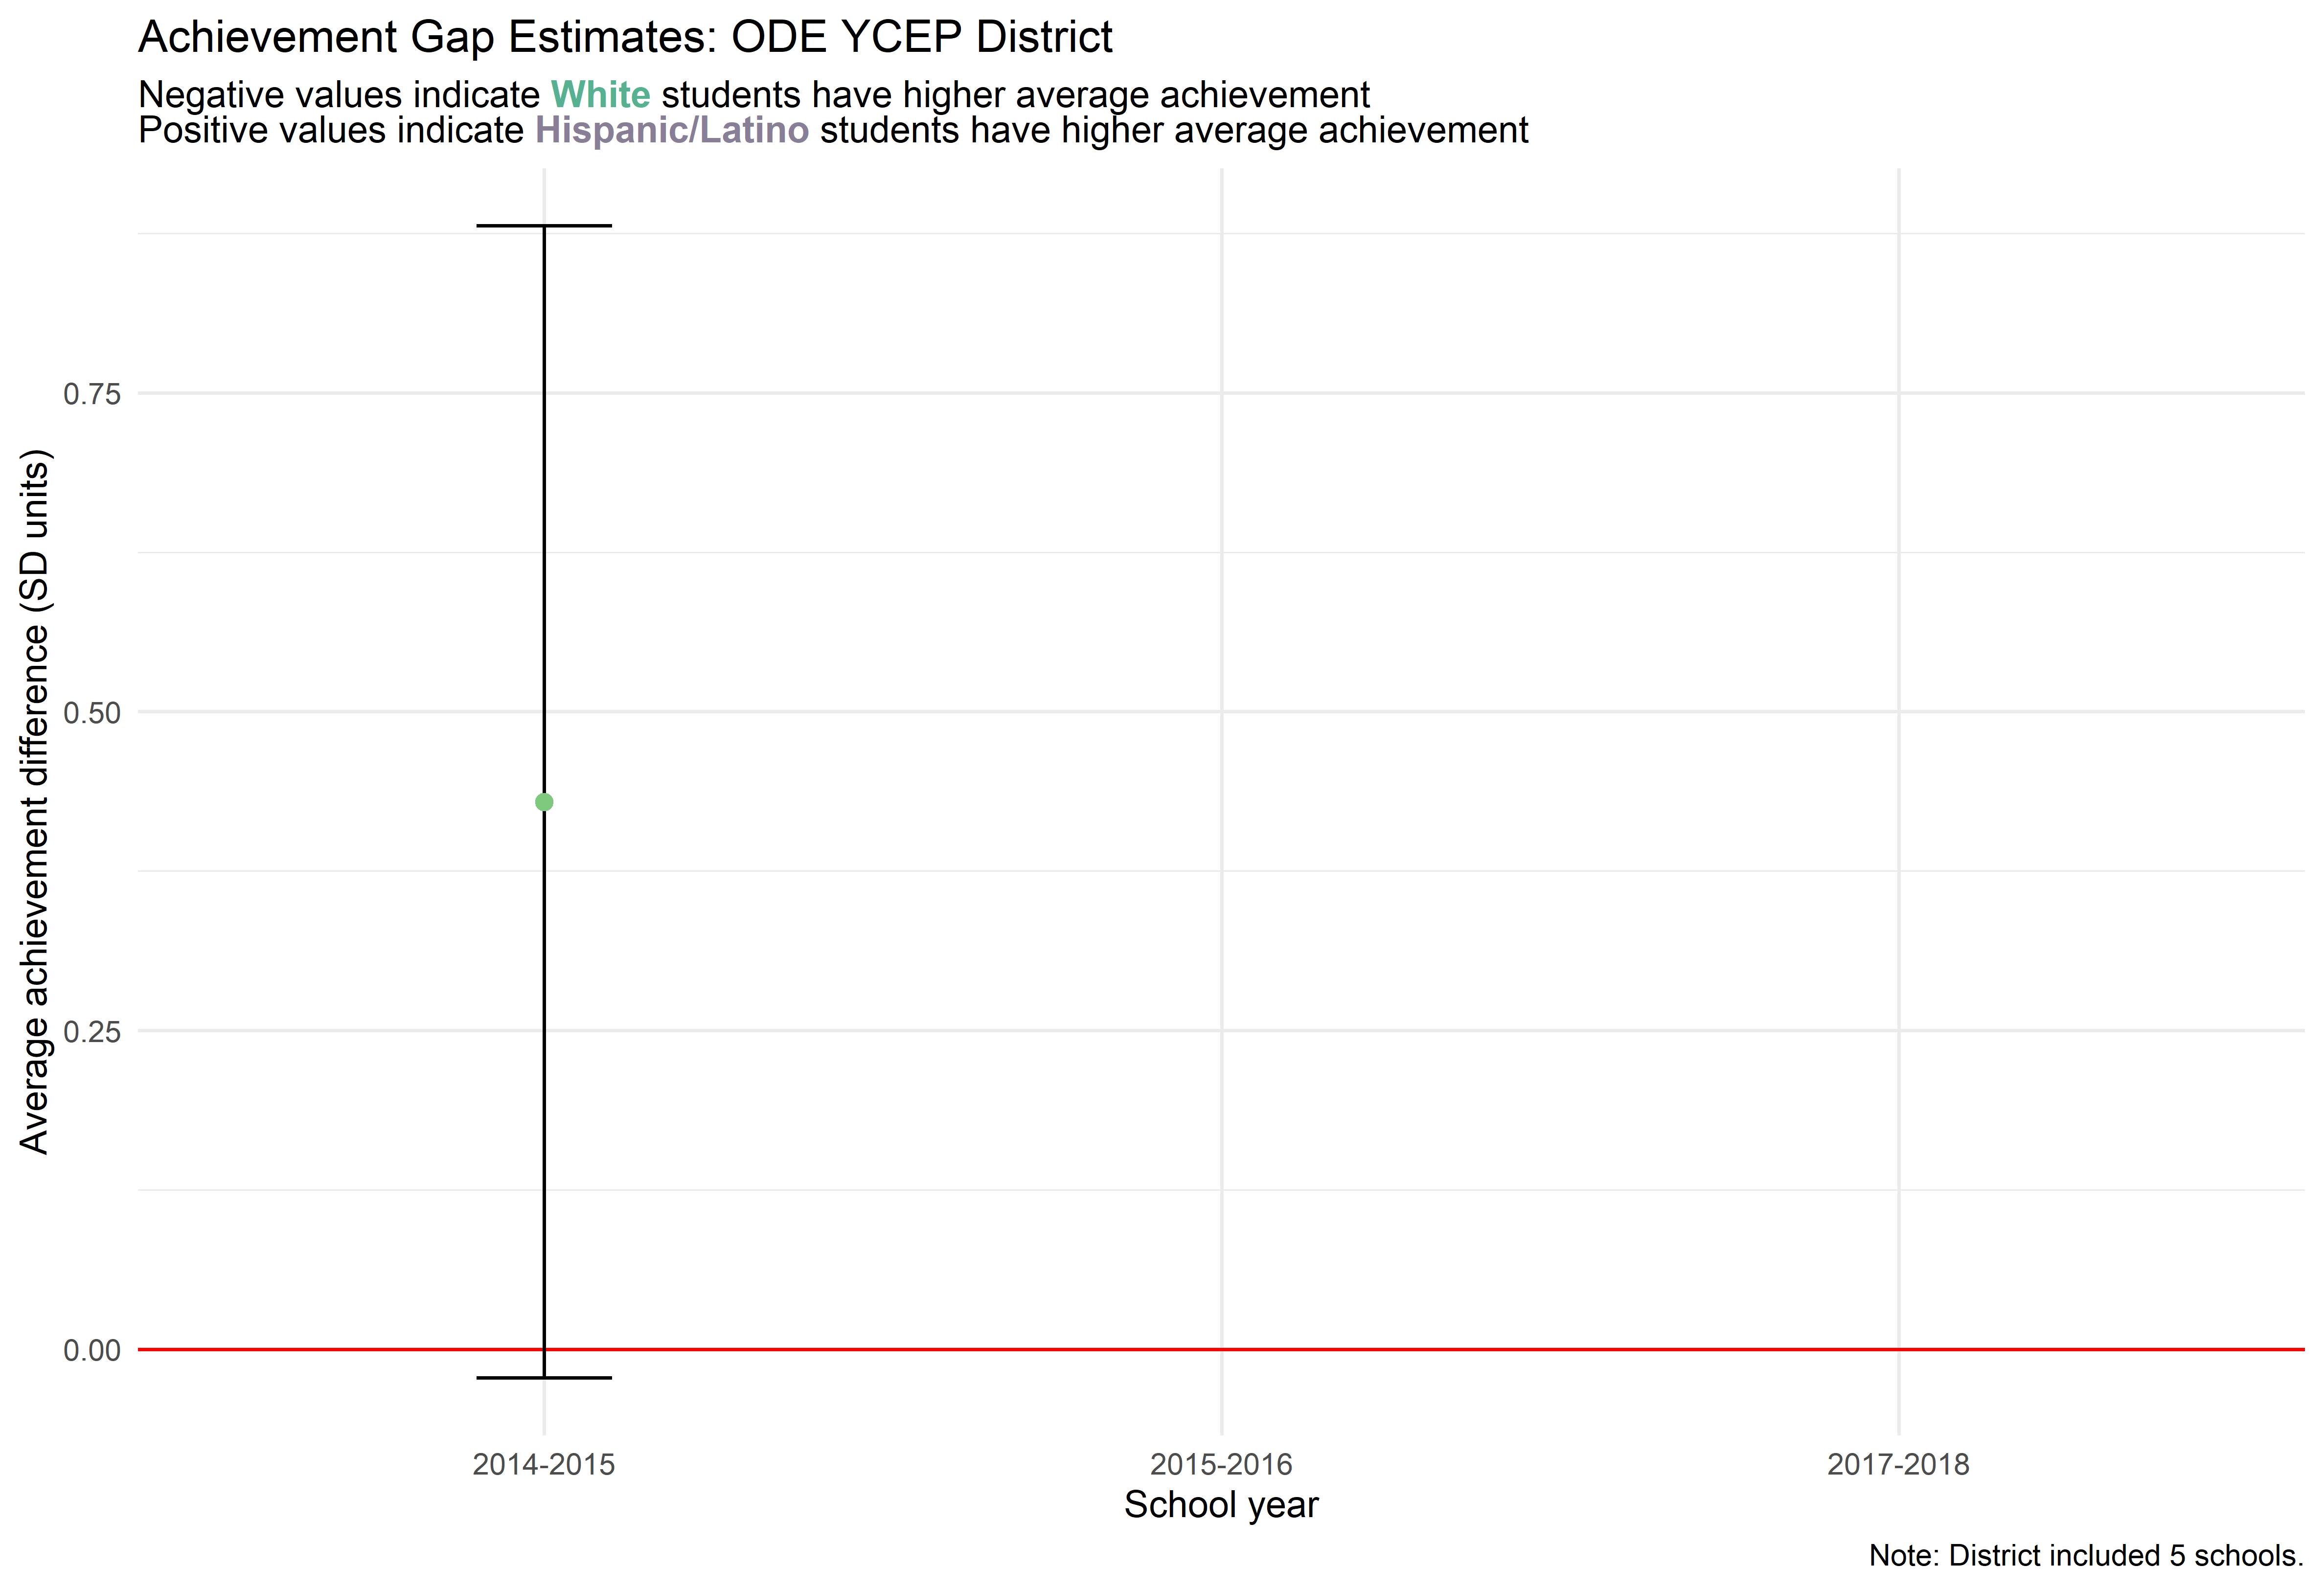 Achievement Gap Estimates: ODE YCEP District
Negative values indicate White students have higher average achievement
Positive values indicate Hispanic/Latino students have higher average achievement
Average achievement difference (SD units)
0.75
0.50
0.25
0.00
2014-2015
2015-2016
2017-2018
School year
Note: District included 5 schools.